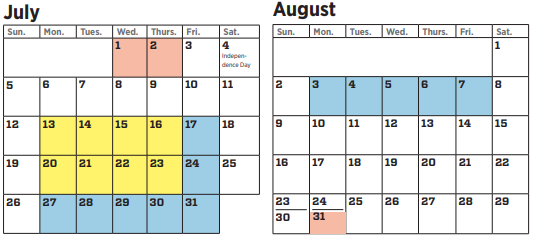 July
Sun. Mon. Tues. Wed. Thurs. Fri. Sat.
1 2 3 4
Indepen-
dence Day
5 6 7 8 9 10 11
12 13 14 15 16 17 18
19 20 21 22 23 24 25
26 27 28 29 30 31
August
Sun. Mon. Tues. Wed. Thurs. Fri. Sat.
1
2 3 4 5 6 7 8
9 10 11 12 13 14 15
16 17 18 19 20 21 22
23 24 25 26 27 28 29
30 31